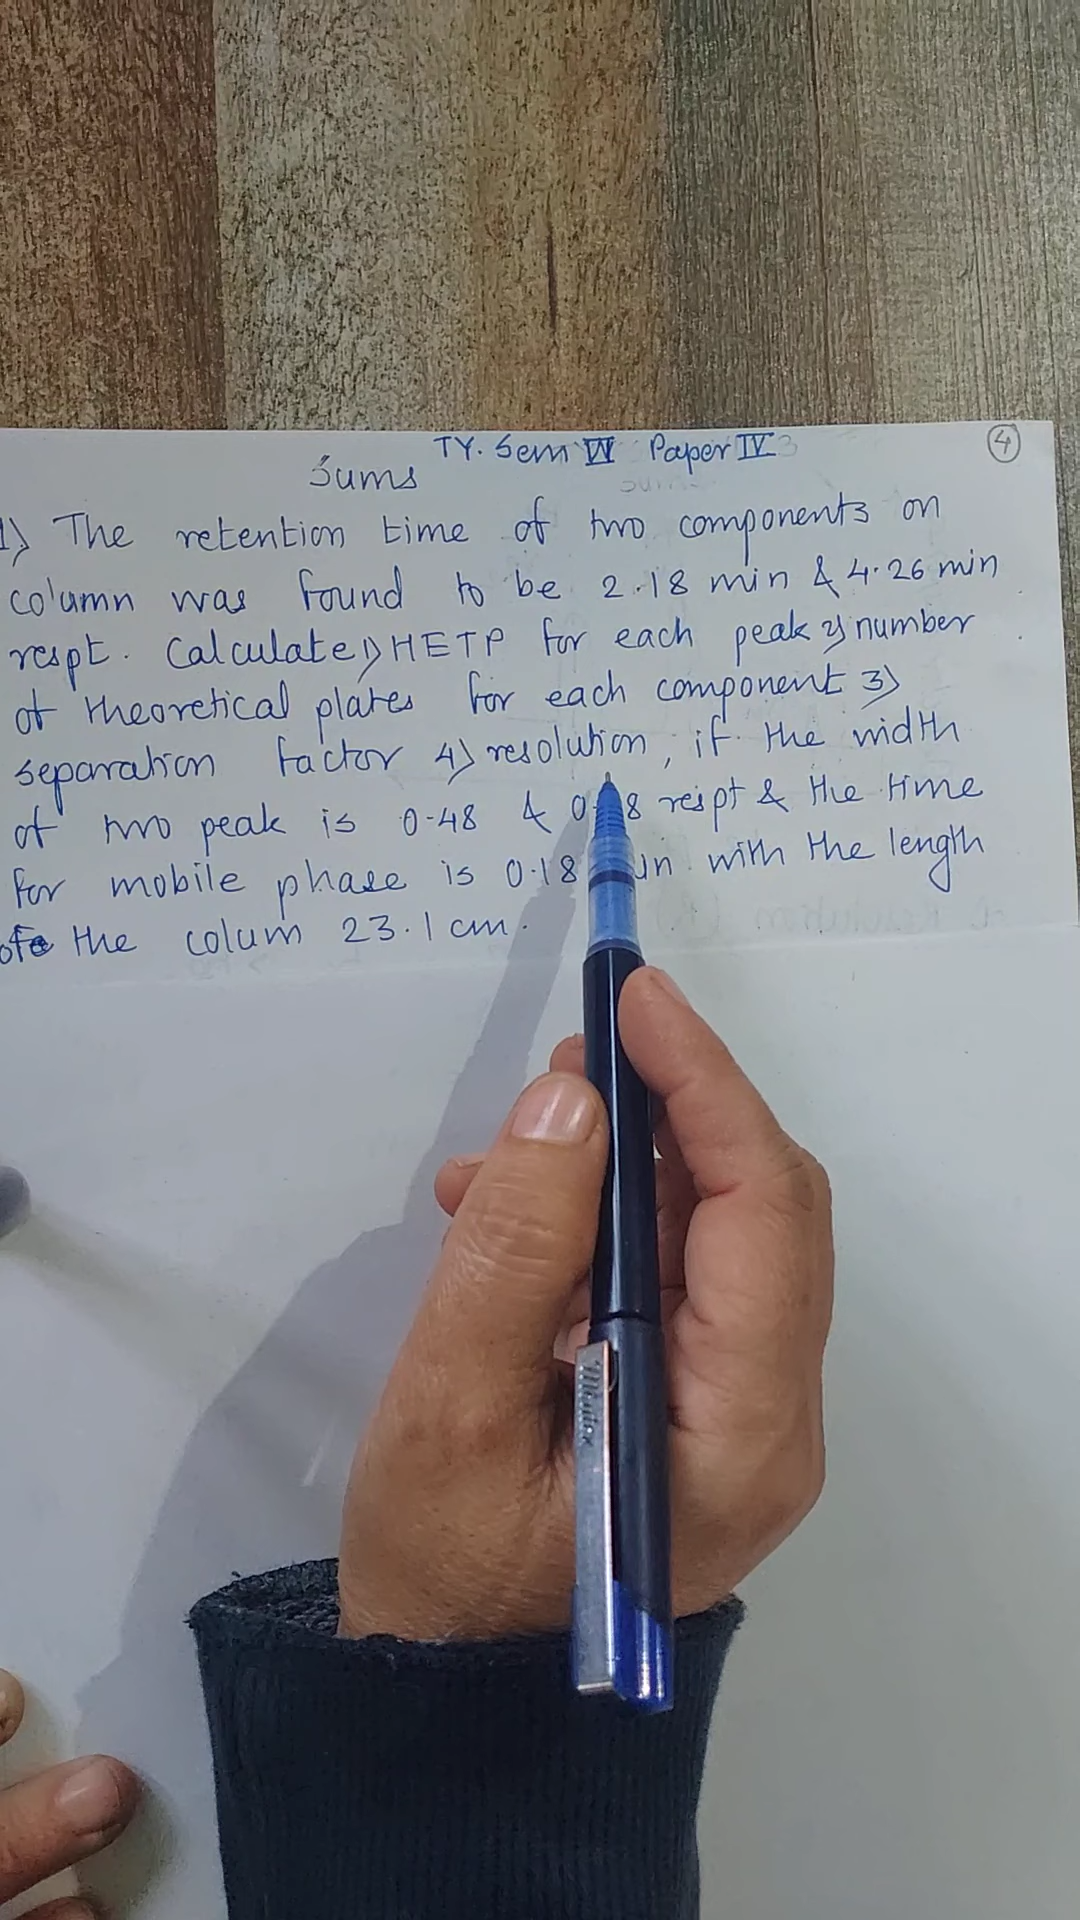 TY. Sem VI Paper IV
4
Sums
1) The retention time of two components on
column was found to be 2.18 min & 4.26 min
respt. Calculate 1) HETP for each peak 2) number
of theoretical plates for each component 3)
separation factor 4) resolution, if the width
of two peak is 0.48 & respt & the time
for mobile phase is 0.18 with the length
of the colum 23.1 cm.